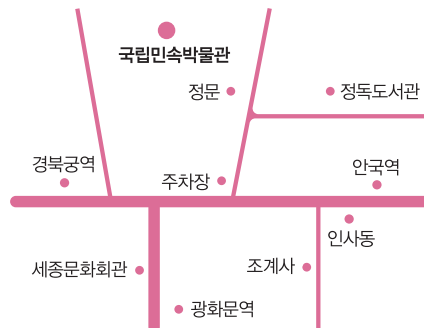 국립민속박물관
정문
정독도서관
경북궁역
주차장
안국역
인사동
세종문화회관
조계사
광화문역